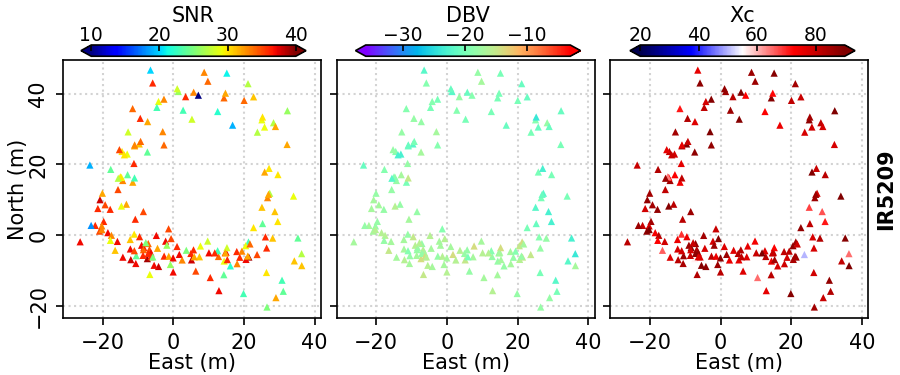 SNR DBV Xc
10 20 30 40 −30 −20 −10 20 40 60 80
40
20
0
−20
North (m)
IR5209
−20 0 20 40 −20 0 20 40 −20 0 20 40
East (m) East (m) East (m)